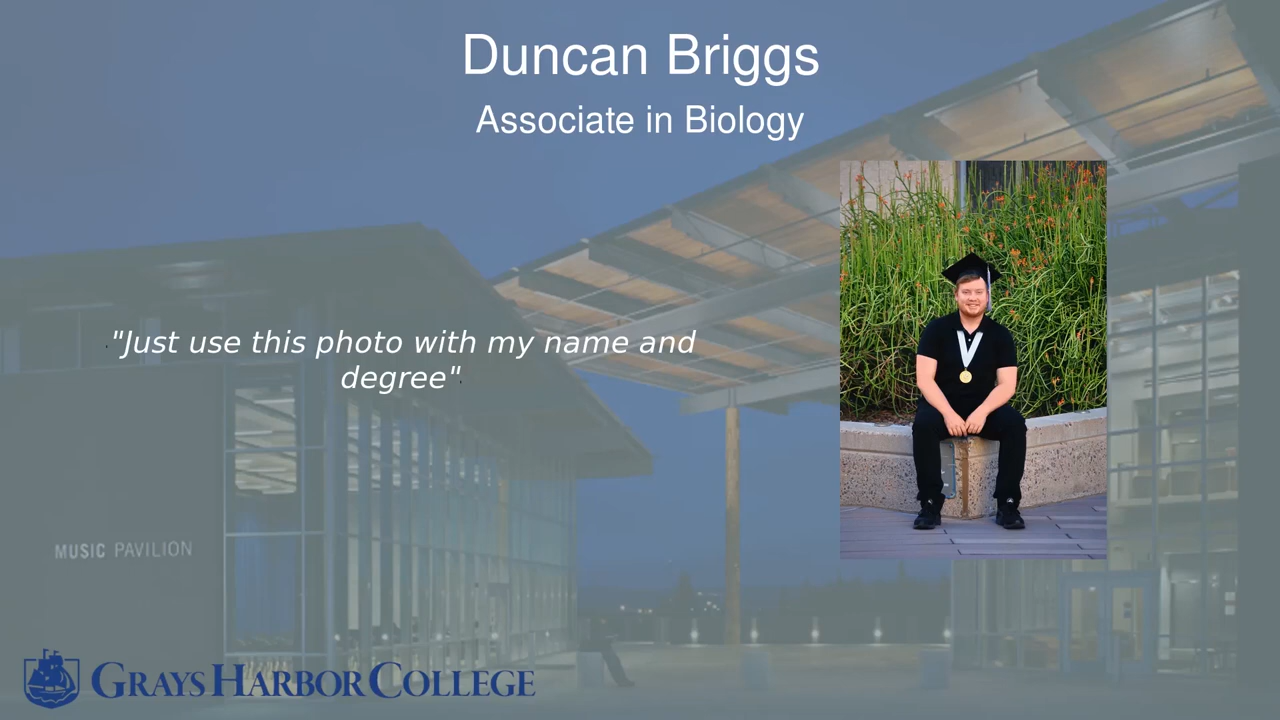 Duncan Briggs
Associate in Biology
"Just use this photo with my name and
degree"
MUSIC PAVILION
GRAYS HARBOR COLLEGE